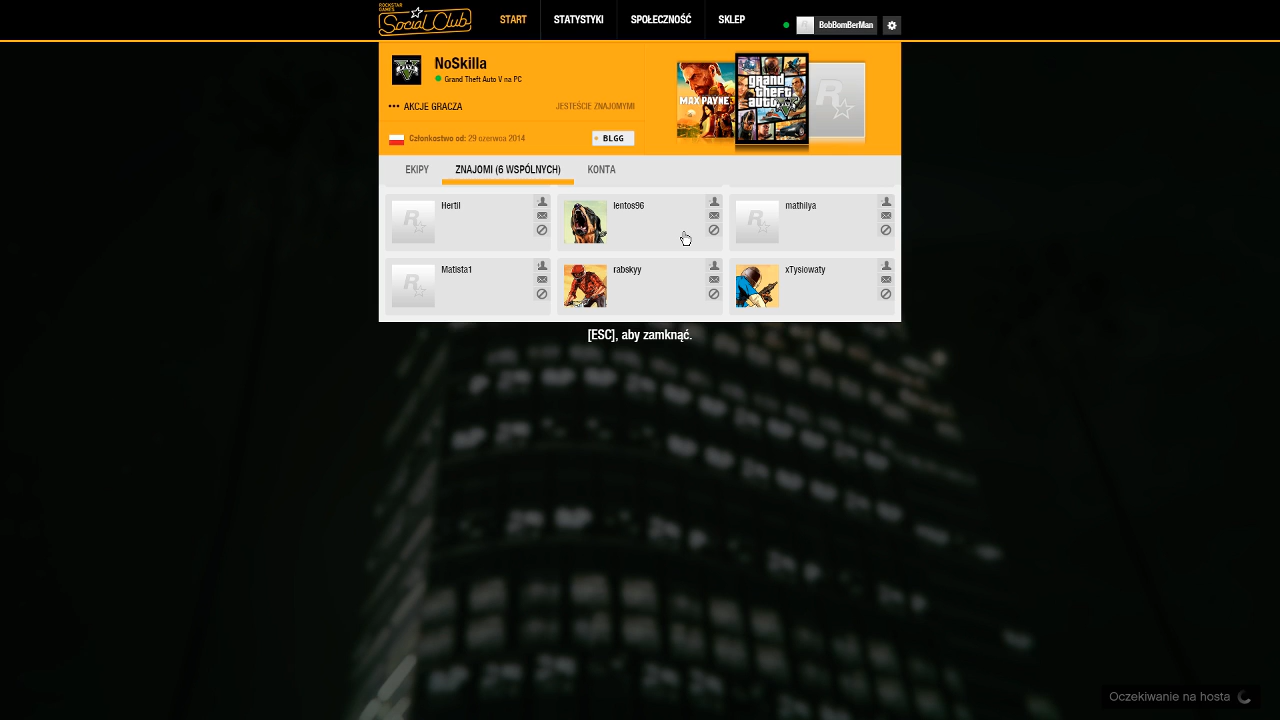 ROCKSTAR GAMES
Social Club
START
STATYSTYKI
SPOŁECZNOŚĆ
SKLEP
BobBomBerMan
NoSkilla
Grand Theft Auto V na PC
AKCJE GRACZA
JESTEŚCIE ZNAJOMYMI
Członkostwo od: 29 czerwca 2014
BLGG
MAX PAYNE
grand theft auto V
R
EKIPY
ZNAJOMI (6 WSPÓLNYCH)
KONTA
Hertil
lentos96
mathilya
Matista1
rabskyy
xTysiowaty
[ESC], aby zamknąć.
Oczekiwanie na hosta